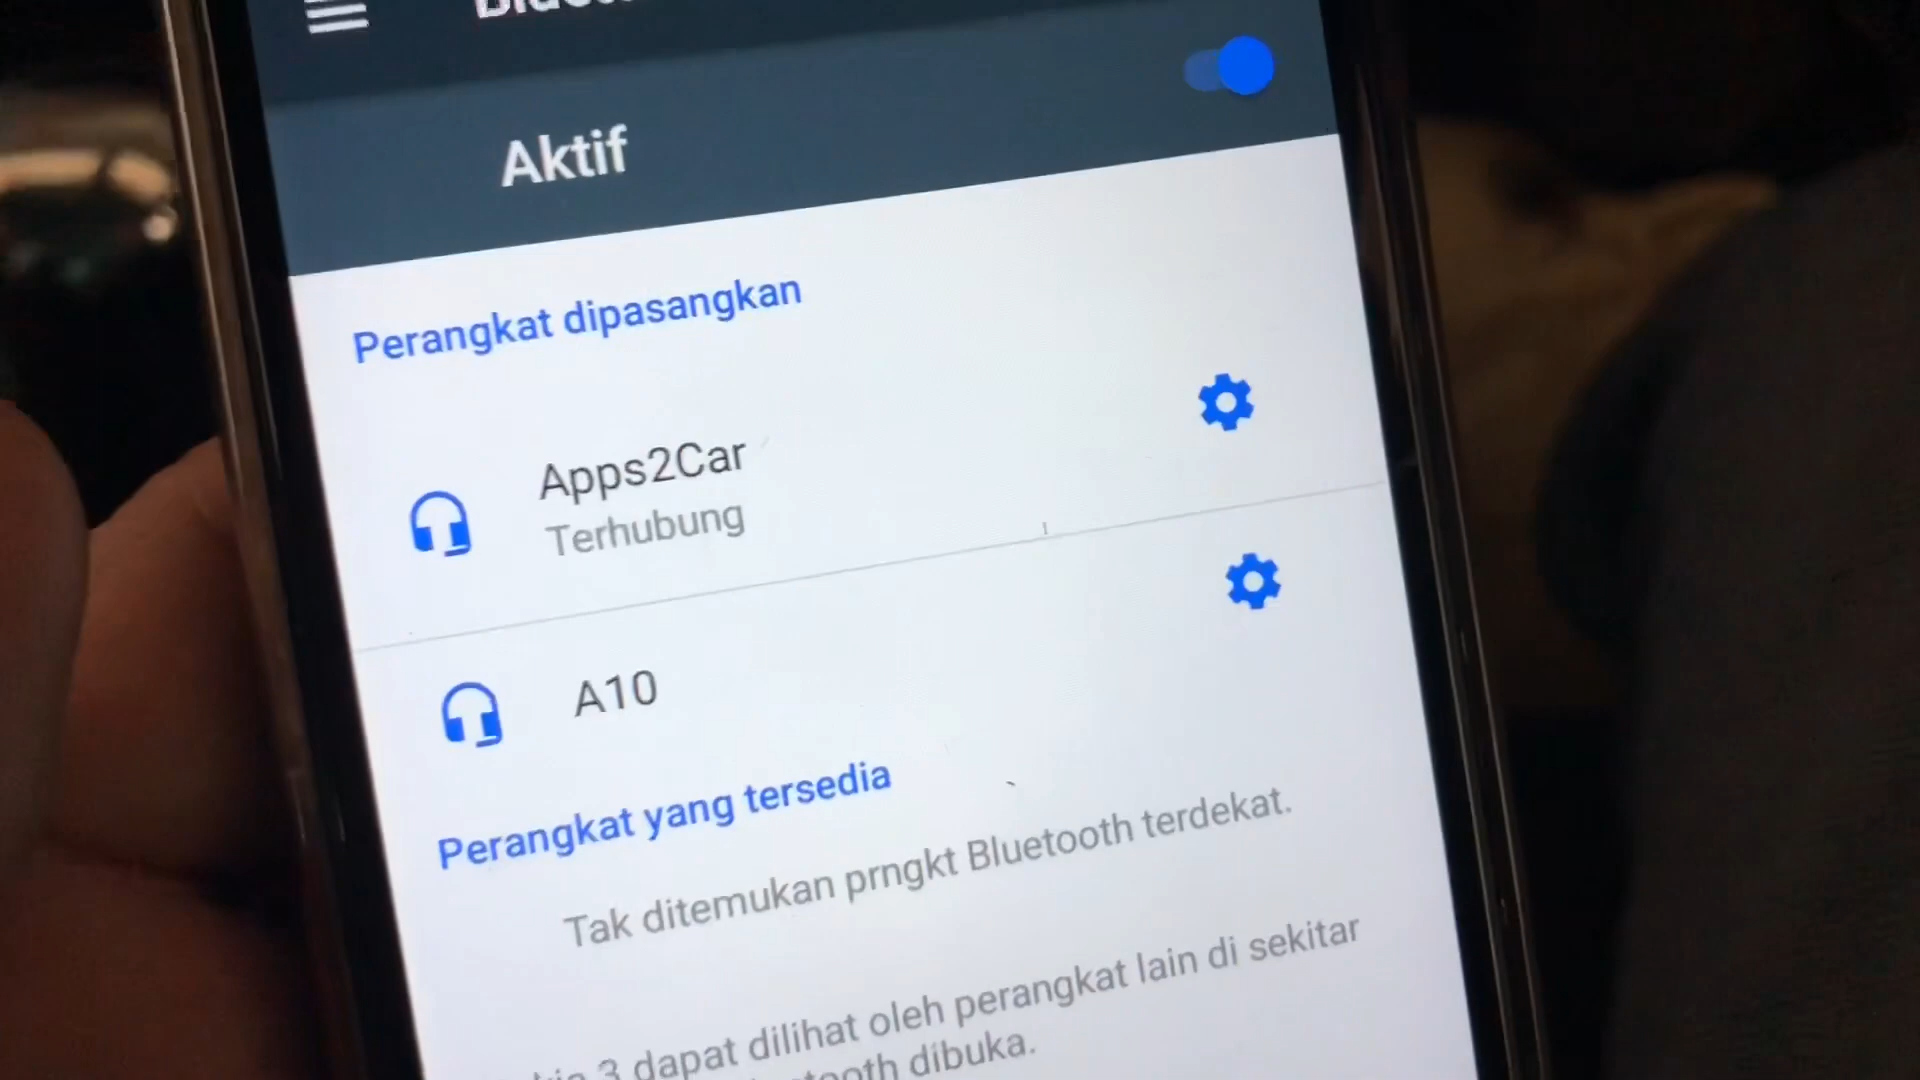 Aktif
Perangkat dipasangkan
Apps2Car
Terhubung
A10
Perangkat yang tersedia
Tak ditemukan prngkt Bluetooth terdekat.
3 dapat dilihat oleh perangkat lain di sekitar
dibuka.